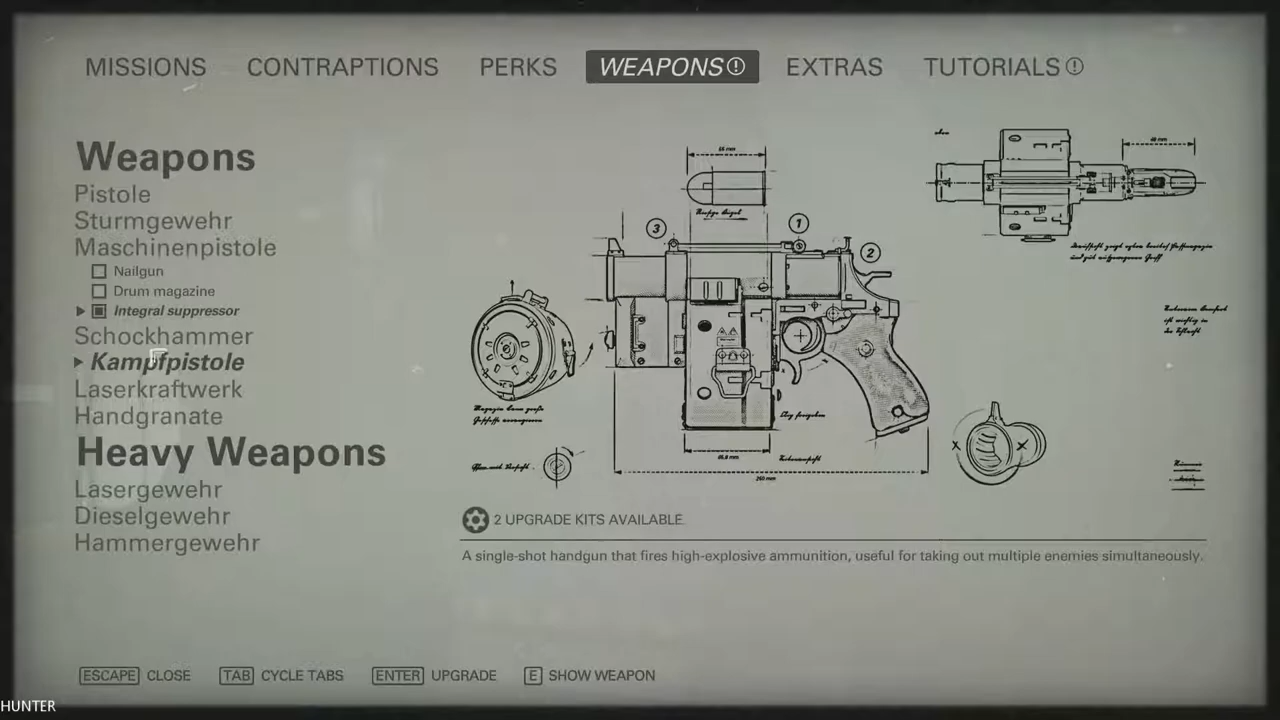 MISSIONS CONTRAPTIONS PERKS WEAPONS! EXTRAS TUTORIALS!
Weapons
Pistole
Sturmgewehr
Maschinenpistole
Nailgun
Drum magazine
Integral suppressor
Schockhammer
Kampfpistole
Laserkraftwerk
Handgranate
Heavy Weapons
Lasergewehr
Dieselgewehr
Hammergewehr
3
1
2
x x
2 UPGRADE KITS AVAILABLE
A single-shot handgun that fires high-explosive ammunition, useful for taking out multiple enemies simultaneously.
ESCAPE CLOSE TAB CYCLE TABS ENTER UPGRADE E SHOW WEAPON
HUNTER